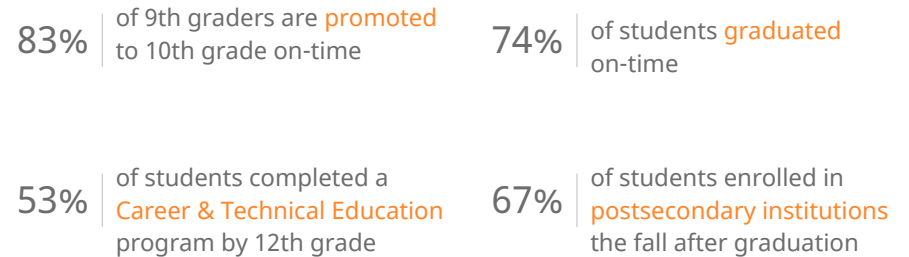 83%
of 9th graders are promoted
to 10th grade on-time
74%
of students graduated
on-time
53%
of students completed a
Career & Technical Education
program by 12th grade
67%
of students enrolled in
postsecondary institutions
the fall after graduation